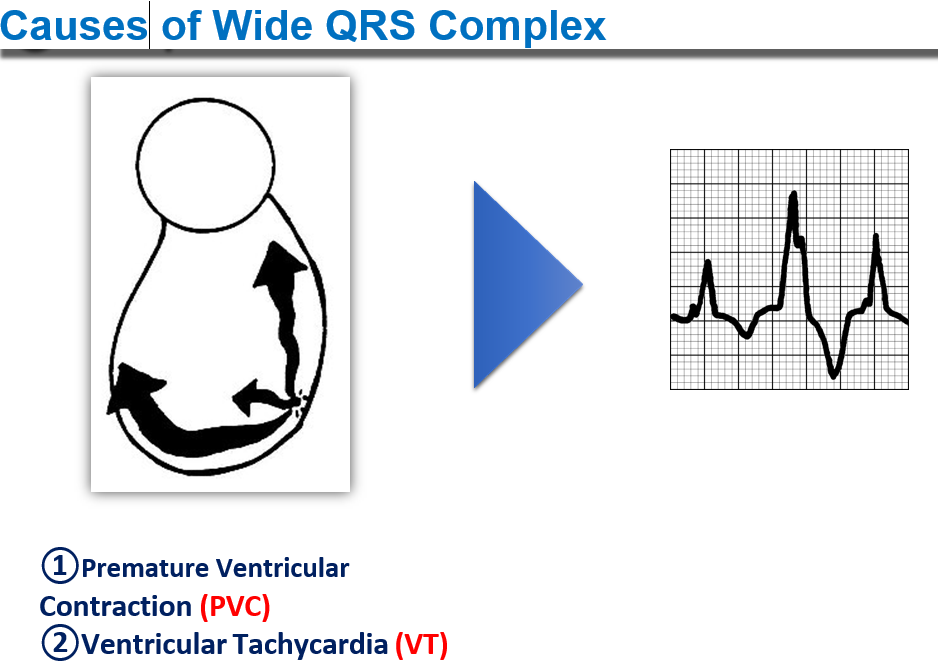 Causes of Wide QRS Complex
①Premature Ventricular
Contraction (PVC)
②Ventricular Tachycardia (VT)